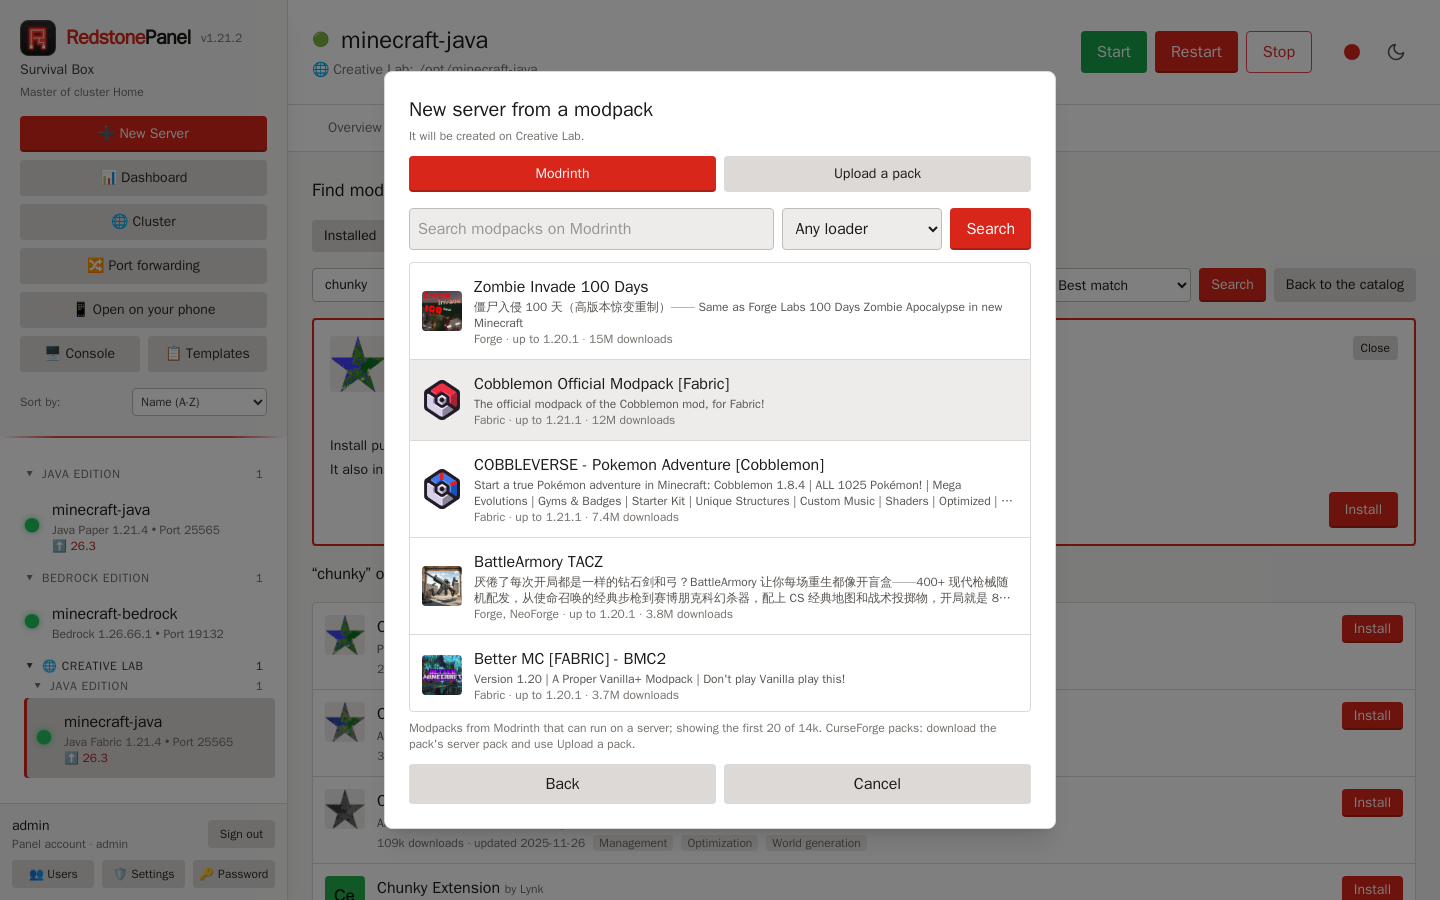 RedstonePanel v1.21.2
Survival Box
Master of cluster Home
➕ New Server
📊 Dashboard
🌐 Cluster
🔀 Port forwarding
📱 Open on your phone
🖥️ Console
📋 Templates
Sort by:
Name (A-Z)
▼ JAVA EDITION 1
minecraft-java
Java Paper 1.21.4 • Port 25565
⬆️ 26.3
▼ BEDROCK EDITION 1
minecraft-bedrock
Bedrock 1.26.66.1 • Port 19132
▼ 🌐 CREATIVE LAB 1
▼ JAVA EDITION 1
minecraft-java
Java Fabric 1.21.4 • Port 25565
⬆️ 26.3
admin
Panel account · admin
Sign out
👥 Users
🛡️ Settings
🔑 Password
minecraft-java
🌐 Creative Lab: /opt/minecraft-java
Start
Restart
Stop
Overview
Find mod
Installed
chunky
Best match
Search
Back to the catalog
Close
Install pu
It also in
Install
“chunky” o
Install
Install
Install
109k downloads · updated 2025-11-26 Management Optimization World generation
Ce
Chunky Extension by Lynk
Install
New server from a modpack
It will be created on Creative Lab.
Modrinth
Upload a pack
Search modpacks on Modrinth
Any loader
Search
Zombie Invade 100 Days
僵尸入侵 100 天（高版本惊变重制）—— Same as Forge Labs 100 Days Zombie Apocalypse in new
Minecraft
Forge · up to 1.20.1 · 15M downloads
Cobblemon Official Modpack [Fabric]
The official modpack of the Cobblemon mod, for Fabric!
Fabric · up to 1.21.1 · 12M downloads
COBBLEVERSE - Pokemon Adventure [Cobblemon]
Start a true Pokémon adventure in Minecraft: Cobblemon 1.8.4 | ALL 1025 Pokémon! | Mega
Evolutions | Gyms & Badges | Starter Kit | Unique Structures | Custom Music | Shaders | Optimized | ···
Fabric · up to 1.21.1 · 7.4M downloads
BattleArmory TACZ
厌倦了每次开局都是一样的钻石剑和弓？BattleArmory 让你每场重生都像开盲盒——400+ 现代枪械随
机配发，从使命召唤的经典步枪到赛博朋克科幻杀器，配上 CS 经典地图和战术投掷物，开局就是 8···
Forge, NeoForge · up to 1.20.1 · 3.8M downloads
Better MC [FABRIC] - BMC2
Version 1.20 | A Proper Vanilla+ Modpack | Don't play Vanilla play this!
Fabric · up to 1.20.1 · 3.7M downloads
Modpacks from Modrinth that can run on a server; showing the first 20 of 14k. CurseForge packs: download the
pack's server pack and use Upload a pack.
Back
Cancel